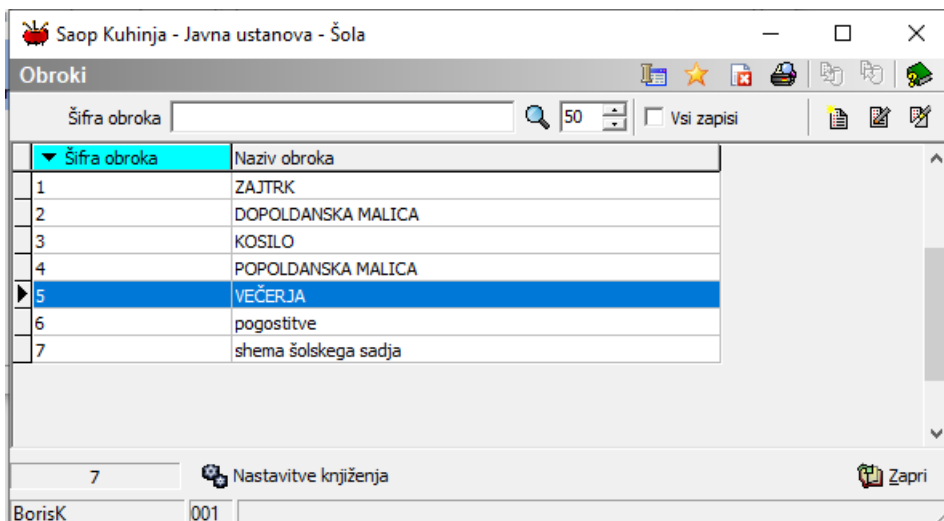 Saop Kuhinja - Javna ustanova - Šola
Obroki
Šifra obroka 50 Vsi zapisi
Šifra obroka Naziv obroka
1 ZAJTRK
2 DOPOLDANSKA MALICA
3 KOSILO
4 POPOLDANSKA MALICA
5 VEČERJA
6 pogostitve
7 shema šolskega sadja
7 Nastavitve knjiženja Zapri
BorisK 001